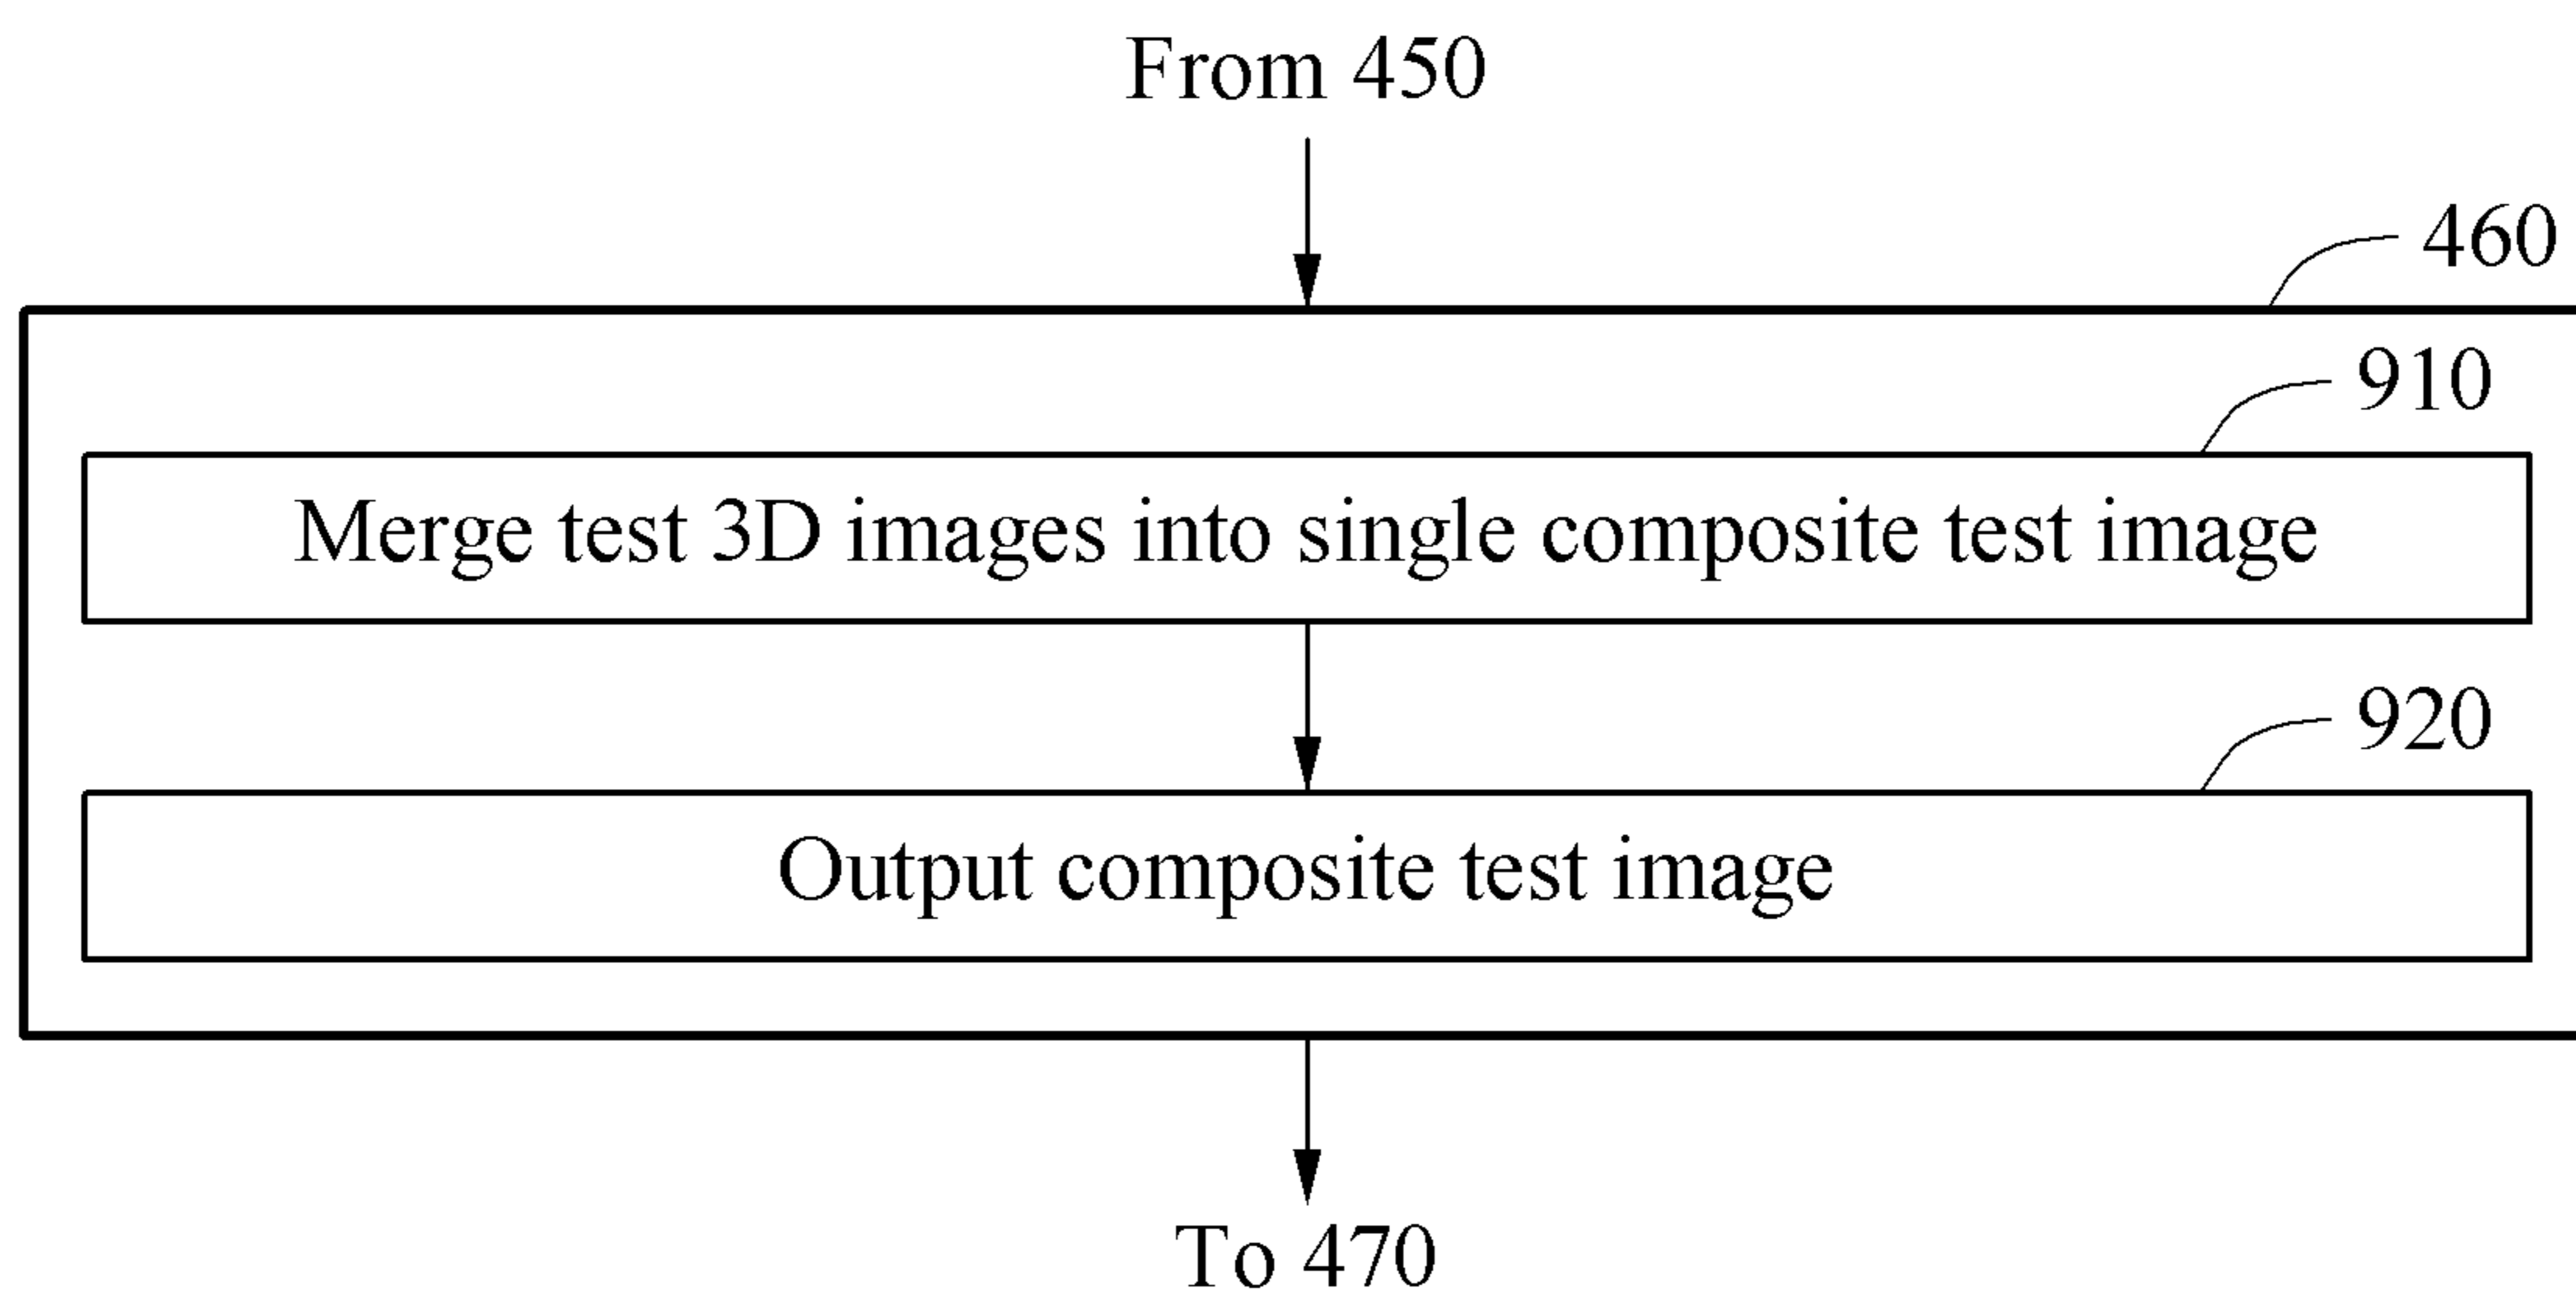 From 450
460
910
Merge test 3D images into single composite test image
920
Output composite test image
To 470